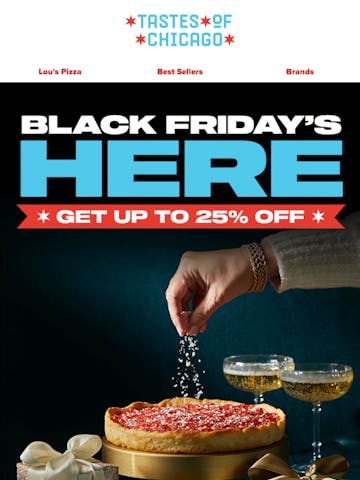 TASTES OF
CHICAGO
Lou's Pizza
Best Sellers
Brands
BLACK FRIDAY'S
HERE
GET UP TO 25% OFF